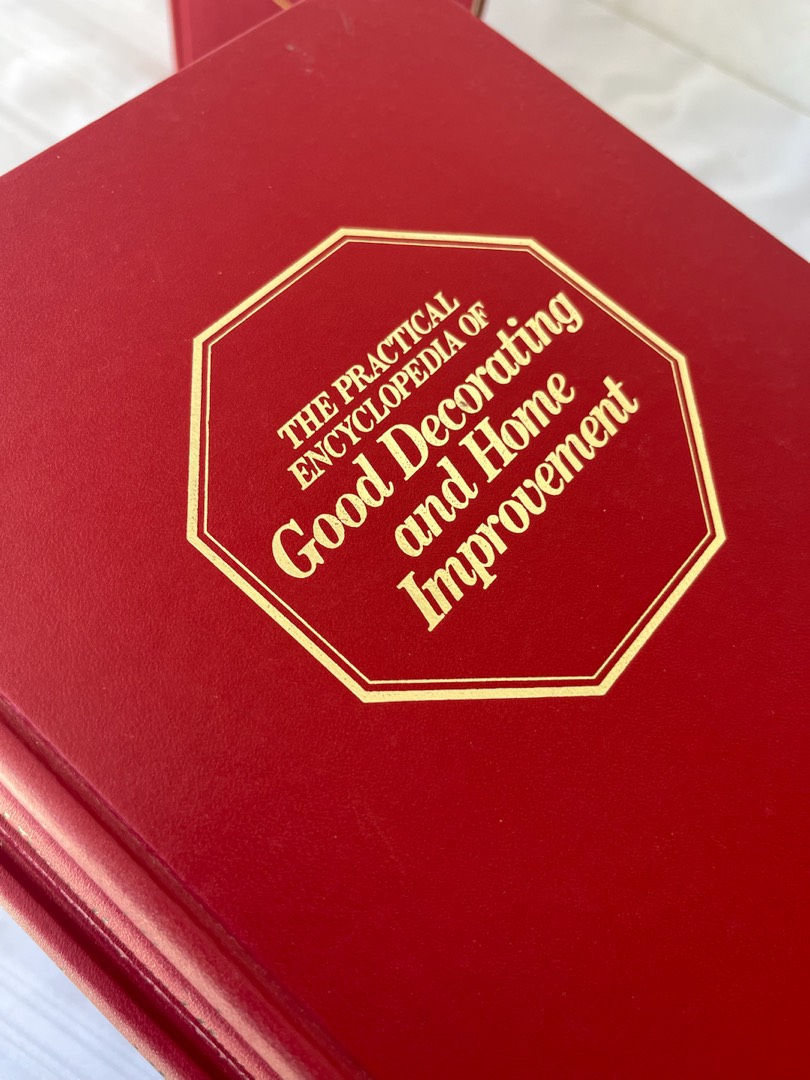 THE PRACTICAL
ENCYCLOPEDIA OF
Good Decorating
and Home
Improvement